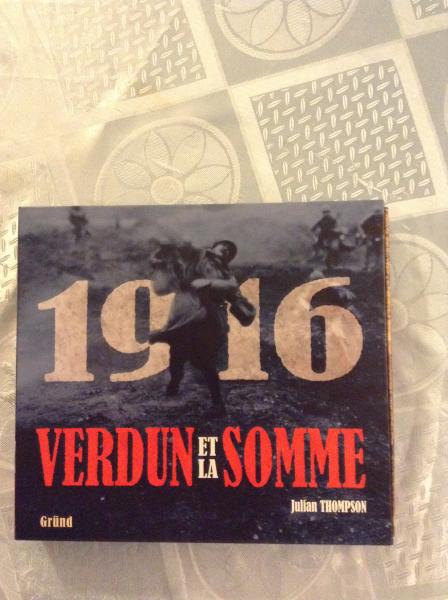 1916
VERDUN ET LA SOMME
Julian THOMPSON
Gründ